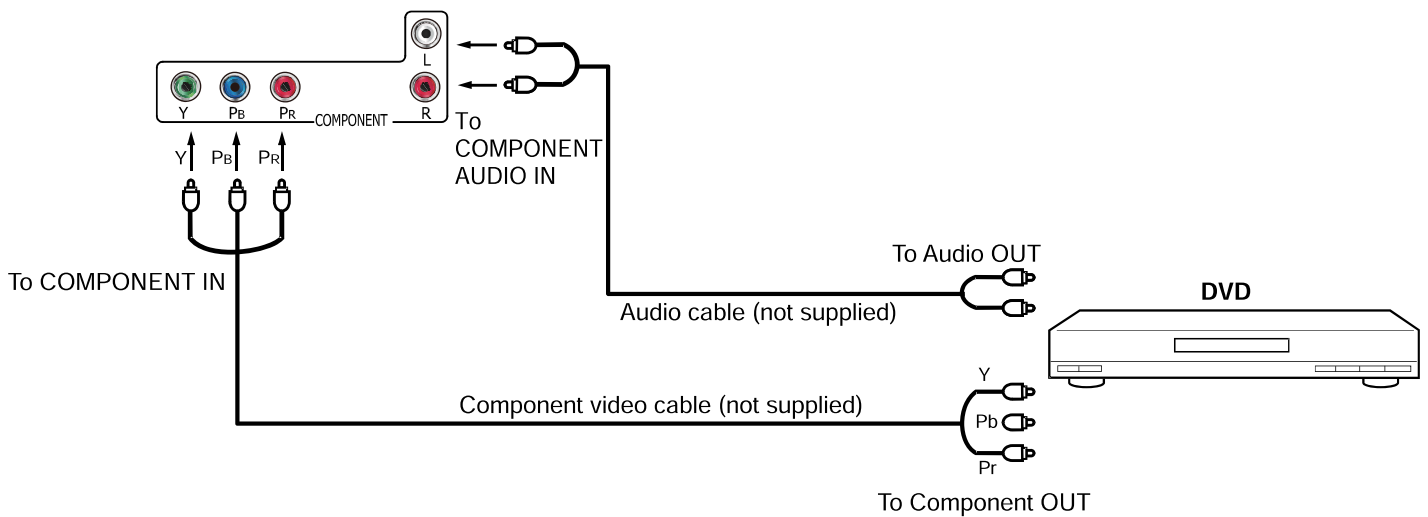 L
Y
PB
PR
COMPONENT
R
Y
PB
PR
To
COMPONENT
AUDIO IN
To COMPONENT IN
To Audio OUT
Audio cable (not supplied)
DVD
Y
Component video cable (not supplied)
Pb
Pr
To Component OUT